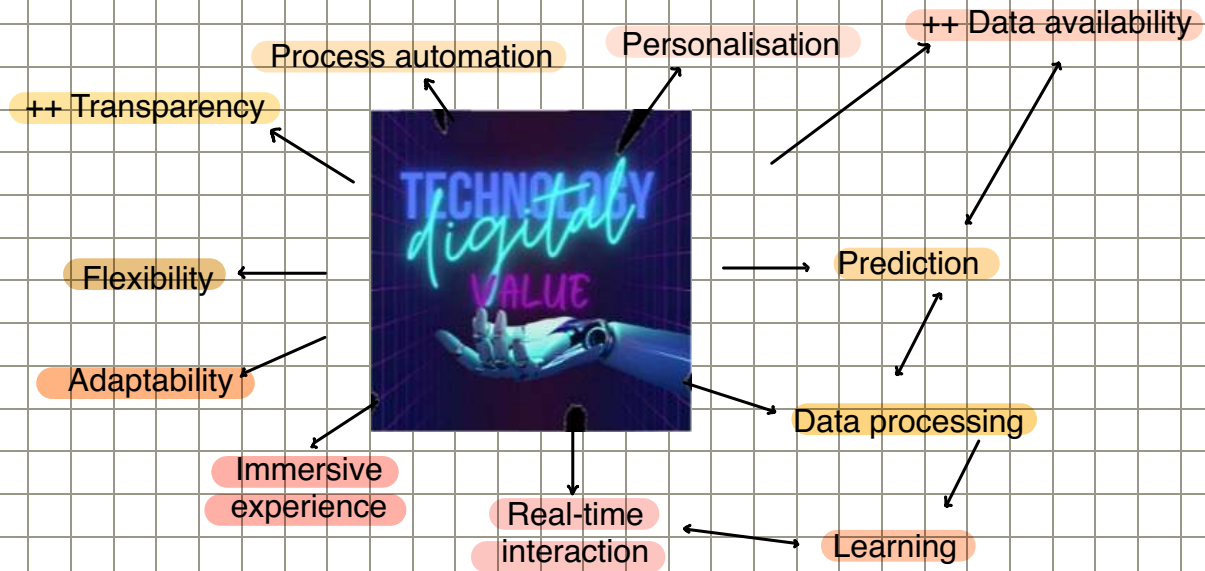 ++ Data availability
Personalisation
Process automation
++ Transparency
TECHNOLOGY
digital
VALUE
Prediction
Flexibility
Adaptability
Data processing
Immersive
experience
Real-time
interaction
Learning